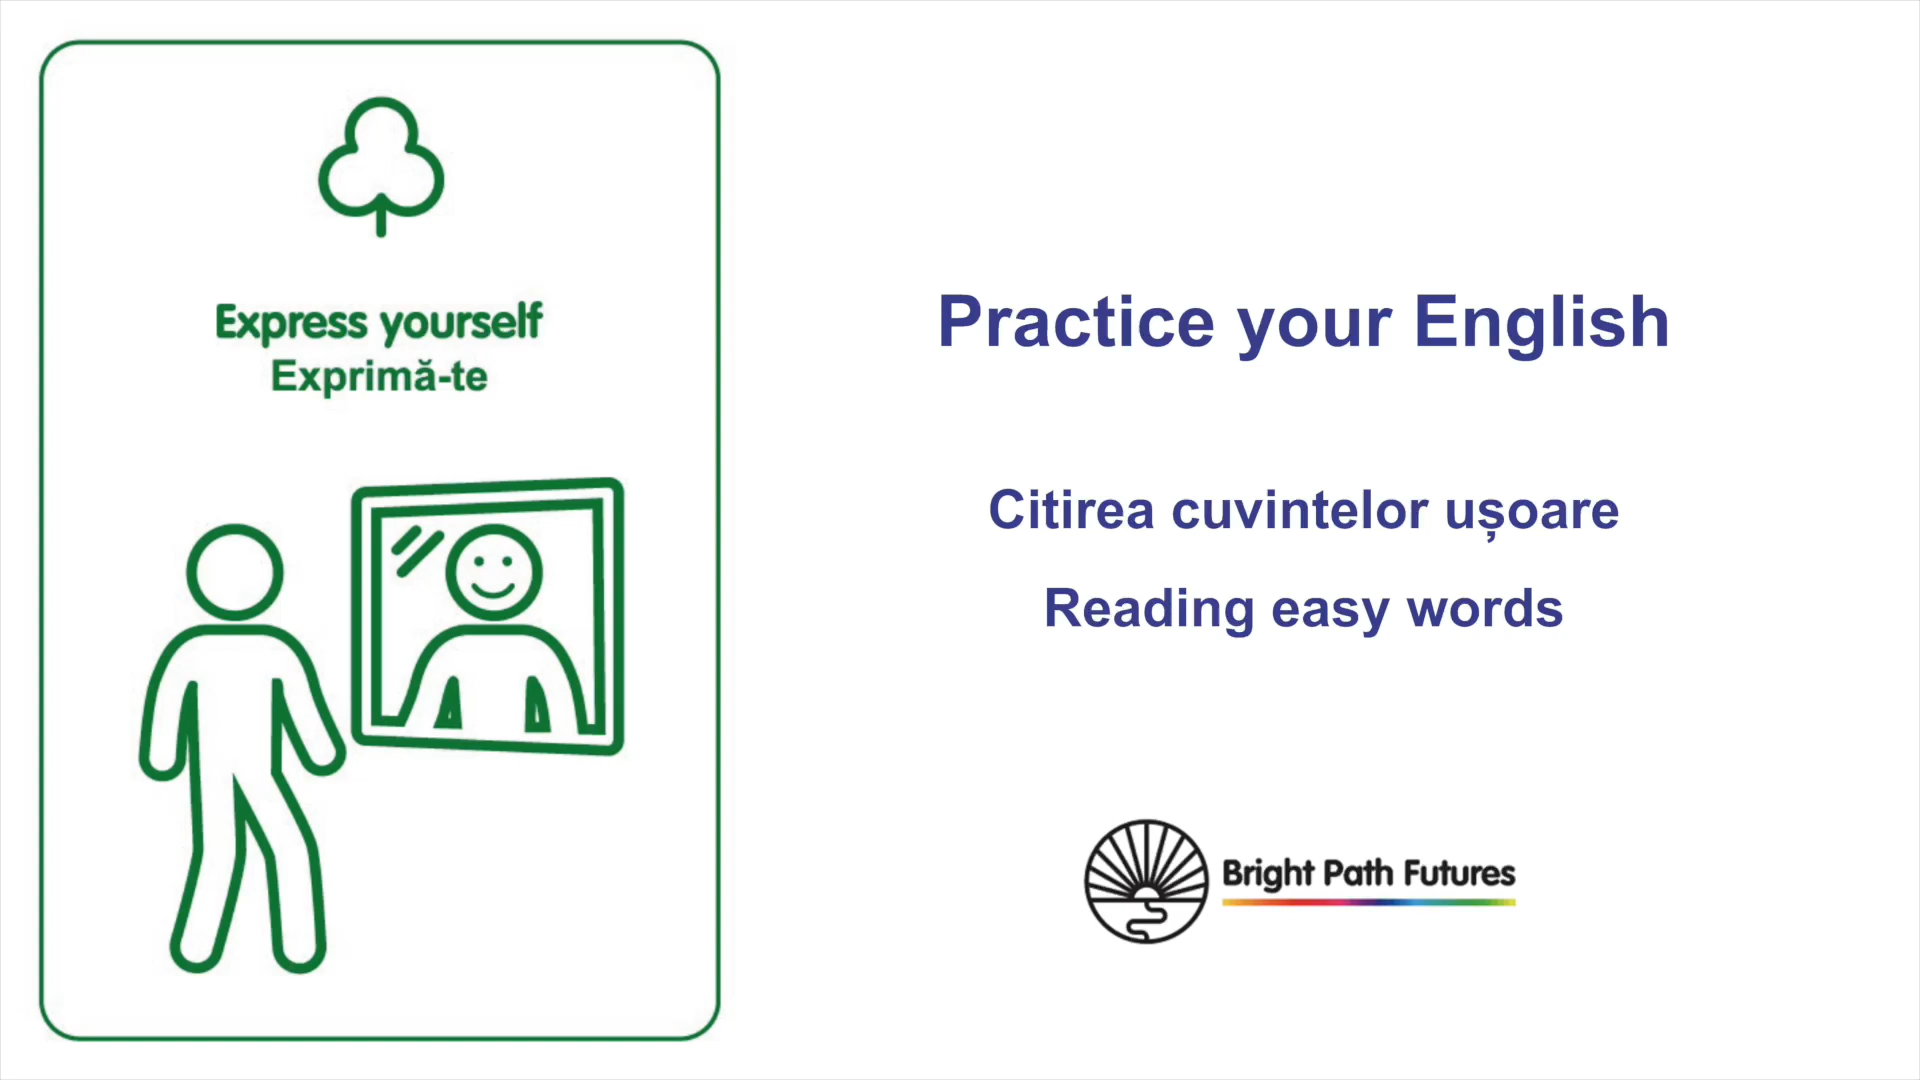 Express yourself
Exprimă-te
Practice your English
Citirea cuvintelor ușoare
Reading easy words
Bright Path Futures